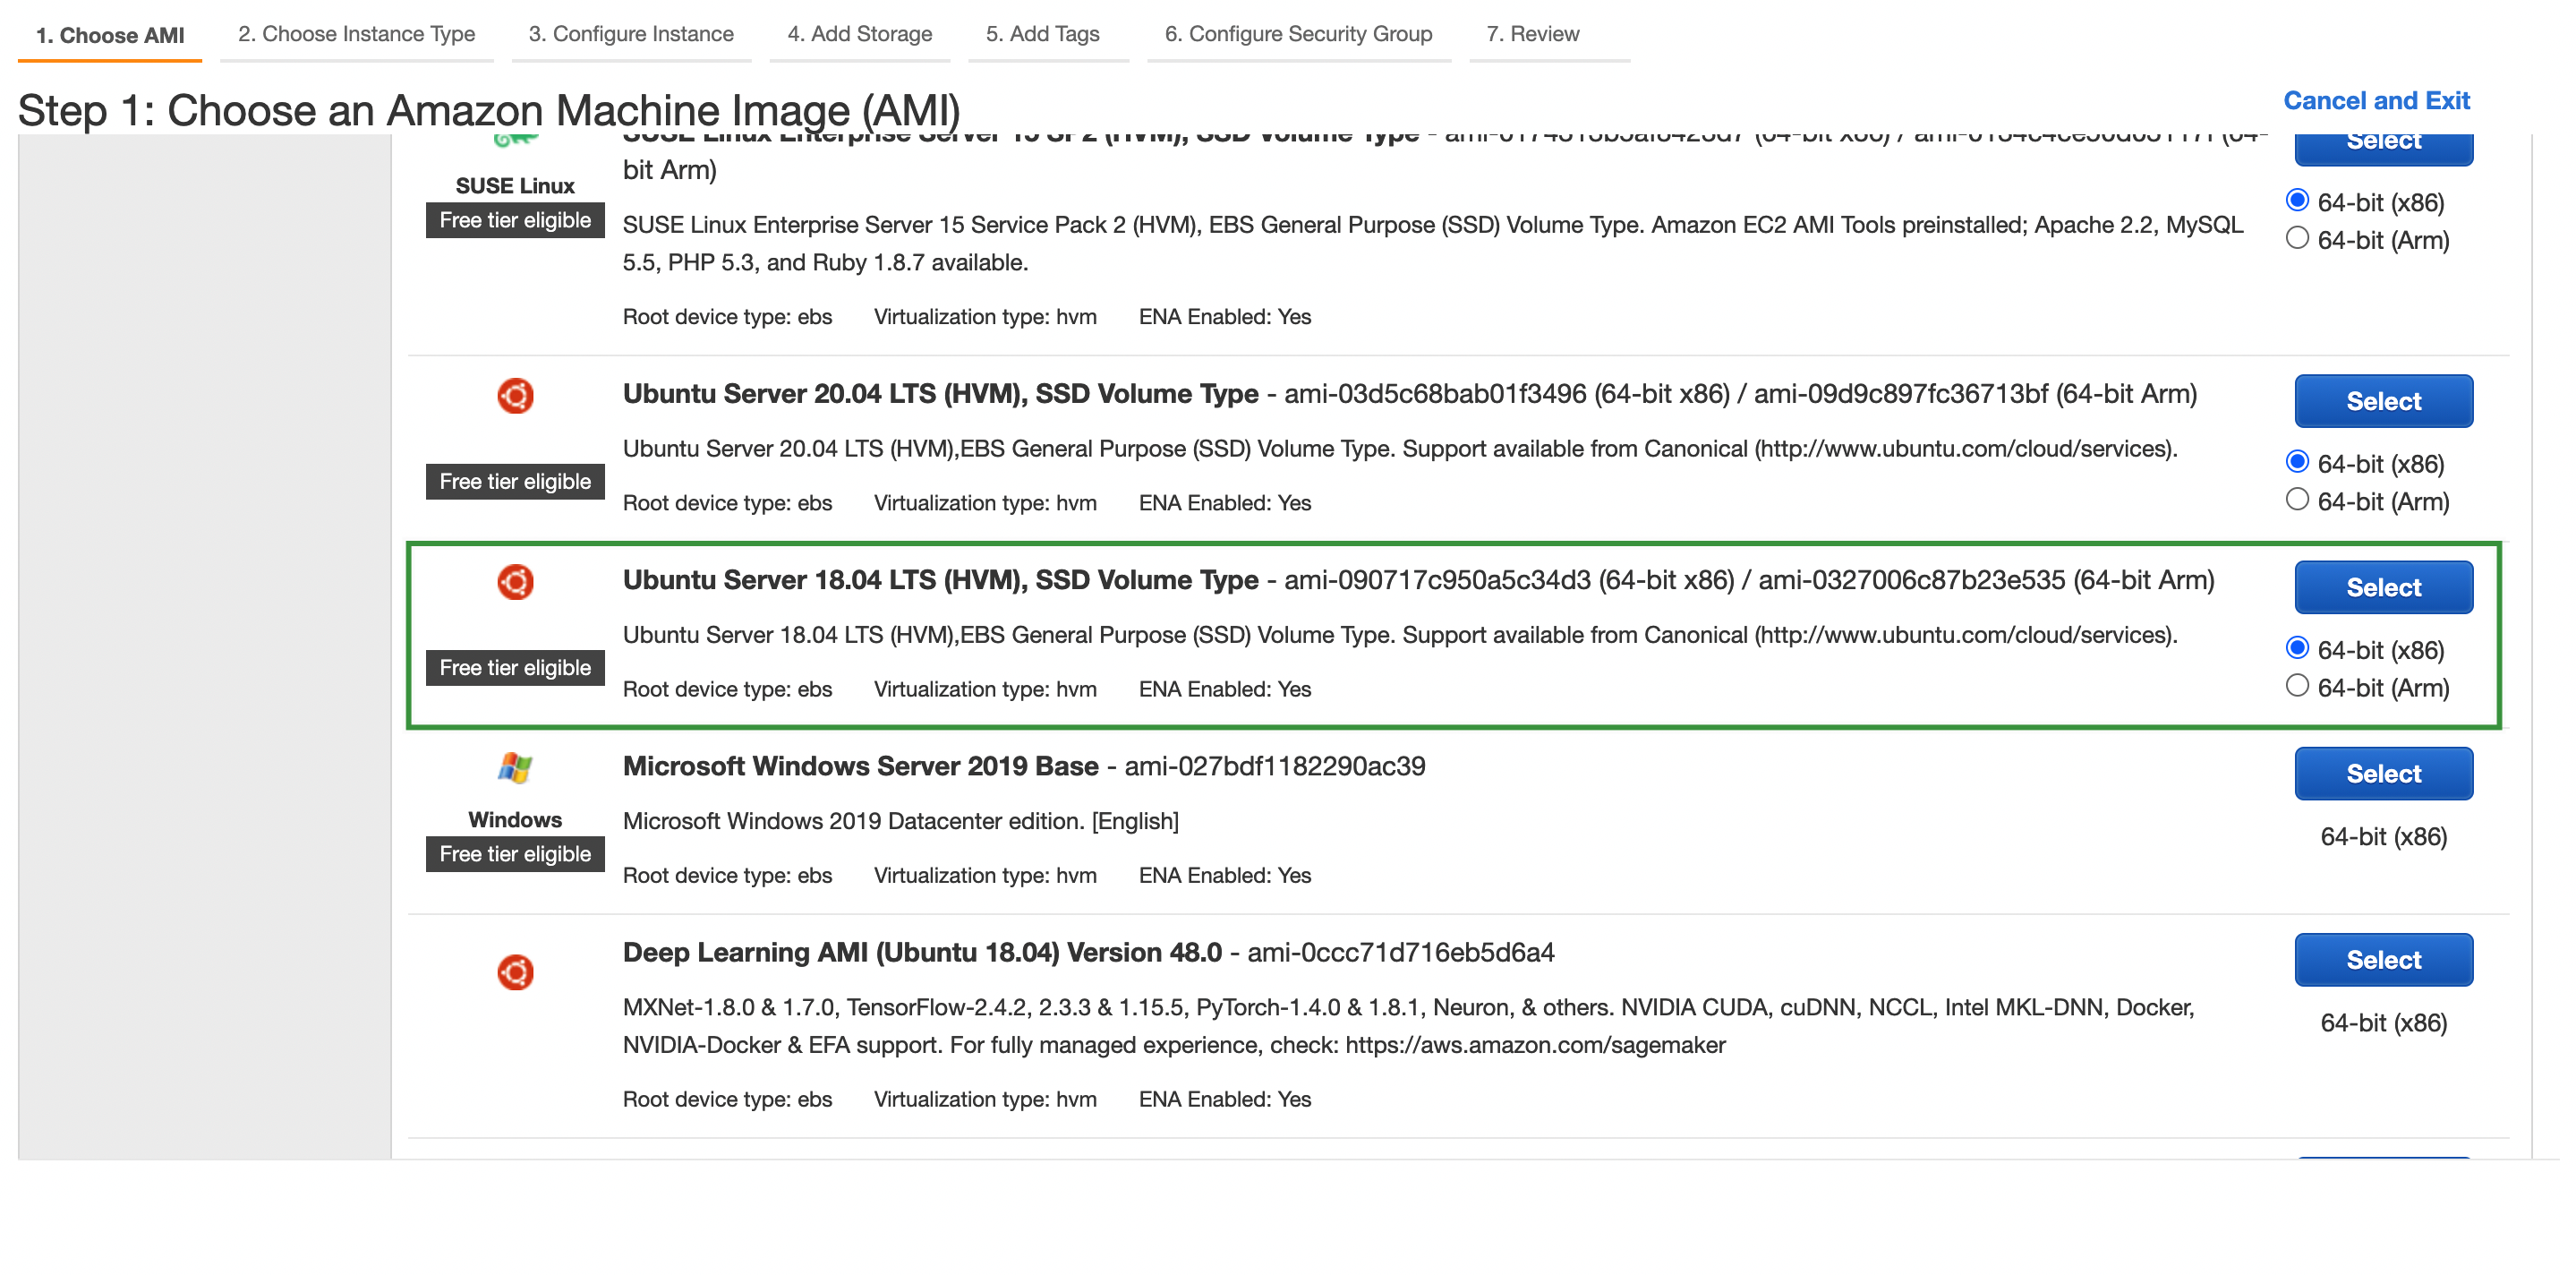 1. Choose AMI 2. Choose Instance Type 3. Configure Instance 4. Add Storage 5. Add Tags 6. Configure Security Group 7. Review
Step 1: Choose an Amazon Machine Image (AMI)
Cancel and Exit
SUSE Linux Enterprise Server 15 SP2 (HVM), SSD Volume Type - (64-bit x86) / (64-
bit Arm)
Select
SUSE Linux
Free tier eligible
64-bit (x86)
64-bit (Arm)
SUSE Linux Enterprise Server 15 Service Pack 2 (HVM), EBS General Purpose (SSD) Volume Type. Amazon EC2 AMI Tools preinstalled; Apache 2.2, MySQL
5.5, PHP 5.3, and Ruby 1.8.7 available.
Root device type: ebs Virtualization type: hvm ENA Enabled: Yes
Ubuntu Server 20.04 LTS (HVM), SSD Volume Type - ami-03d5c68bab01f3496 (64-bit x86) / ami-09d9c897fc36713bf (64-bit Arm)
Select
Ubuntu Server 20.04 LTS (HVM),EBS General Purpose (SSD) Volume Type. Support available from Canonical (http://www.ubuntu.com/cloud/services).
Free tier eligible
64-bit (x86)
64-bit (Arm)
Root device type: ebs Virtualization type: hvm ENA Enabled: Yes
Ubuntu Server 18.04 LTS (HVM), SSD Volume Type - ami-090717c950a5c34d3 (64-bit x86) / ami-0327006c87b23e535 (64-bit Arm)
Select
Ubuntu Server 18.04 LTS (HVM),EBS General Purpose (SSD) Volume Type. Support available from Canonical (http://www.ubuntu.com/cloud/services).
Free tier eligible
64-bit (x86)
64-bit (Arm)
Root device type: ebs Virtualization type: hvm ENA Enabled: Yes
Microsoft Windows Server 2019 Base - ami-027bdf1182290ac39
Select
Windows
Free tier eligible
Microsoft Windows 2019 Datacenter edition. [English]
64-bit (x86)
Root device type: ebs Virtualization type: hvm ENA Enabled: Yes
Deep Learning AMI (Ubuntu 18.04) Version 48.0 - ami-0ccc71d716eb5d6a4
Select
MXNet-1.8.0 & 1.7.0, TensorFlow-2.4.2, 2.3.3 & 1.15.5, PyTorch-1.4.0 & 1.8.1, Neuron, & others. NVIDIA CUDA, cuDNN, NCCL, Intel MKL-DNN, Docker,
NVIDIA-Docker & EFA support. For fully managed experience, check: https://aws.amazon.com/sagemaker
64-bit (x86)
Root device type: ebs Virtualization type: hvm ENA Enabled: Yes